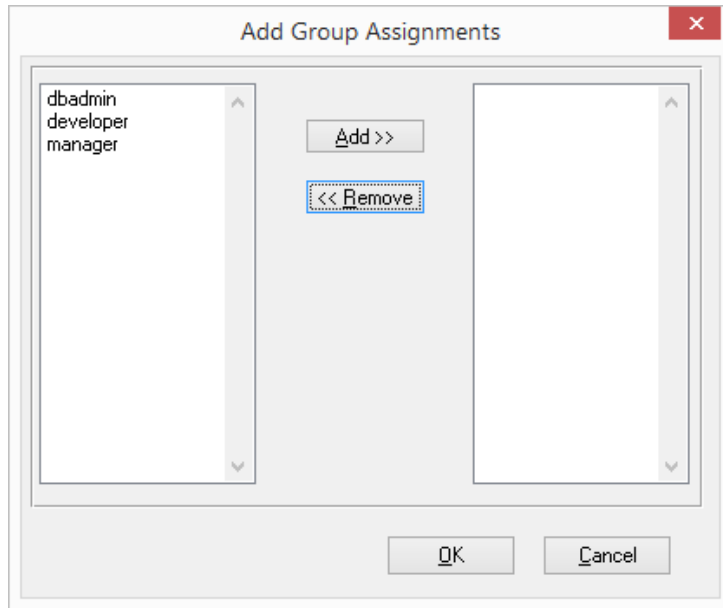 Add Group Assignments
dbadmin
developer
manager
Add >>
<< Remove
OK
Cancel